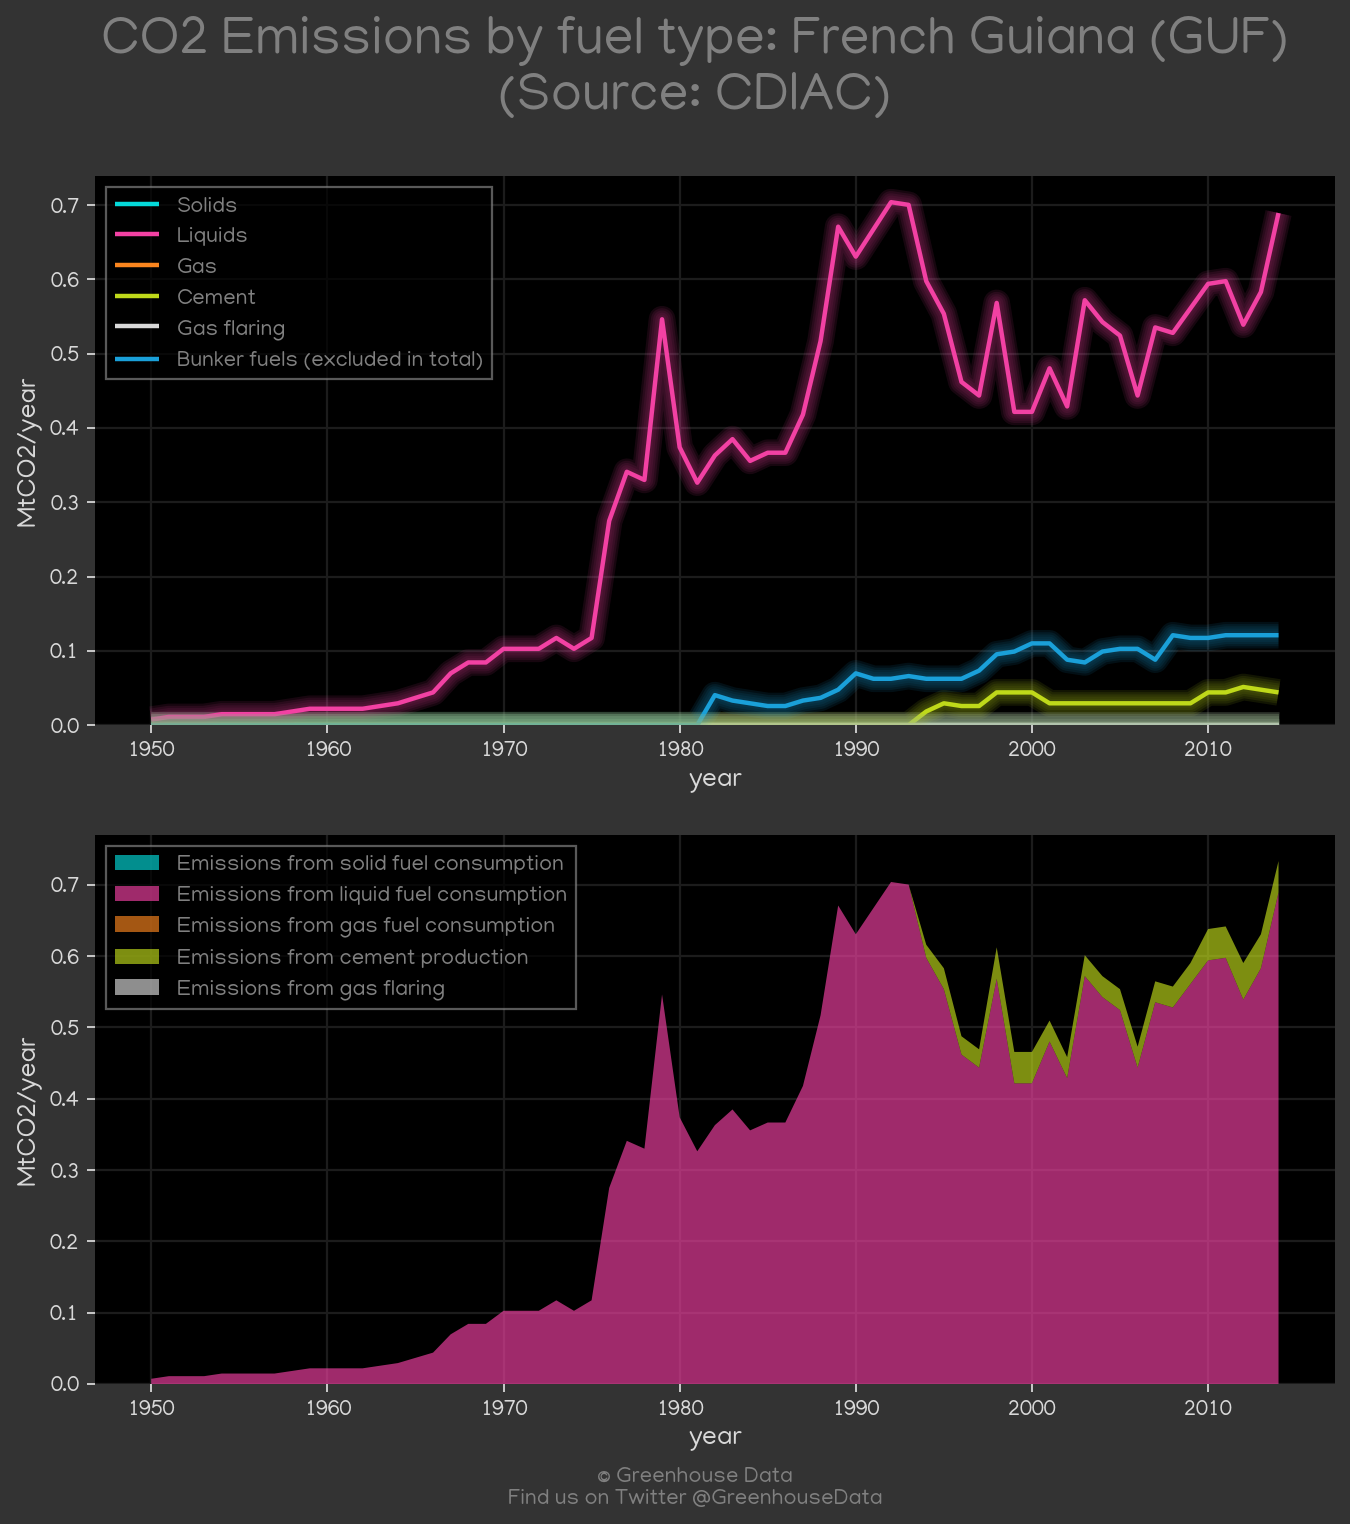 CO2 Emissions by fuel type: French Guiana (GUF)
(Source: CDIAC)
Solids
Liquids
Gas
Cement
Gas flaring
Bunker fuels (excluded in total)
MtCO2/year
0.7
0.6
0.5
0.4
0.3
0.2
0.1
0.0
1950 1960 1970 1980 1990 2000 2010
year
Emissions from solid fuel consumption
Emissions from liquid fuel consumption
Emissions from gas fuel consumption
Emissions from cement production
Emissions from gas flaring
MtCO2/year
0.7
0.6
0.5
0.4
0.3
0.2
0.1
0.0
1950 1960 1970 1980 1990 2000 2010
year
© Greenhouse Data
Find us on Twitter @GreenhouseData